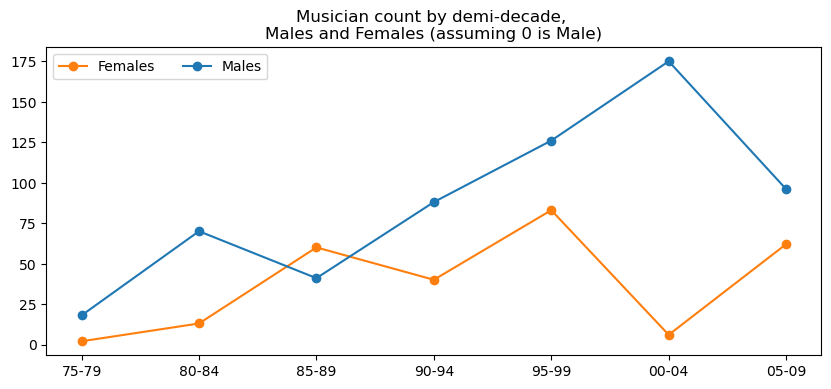 Musician count by demi-decade,
Males and Females (assuming 0 is Male)
Females Males
175
150
125
100
75
50
25
0
75-79 80-84 85-89 90-94 95-99 00-04 05-09